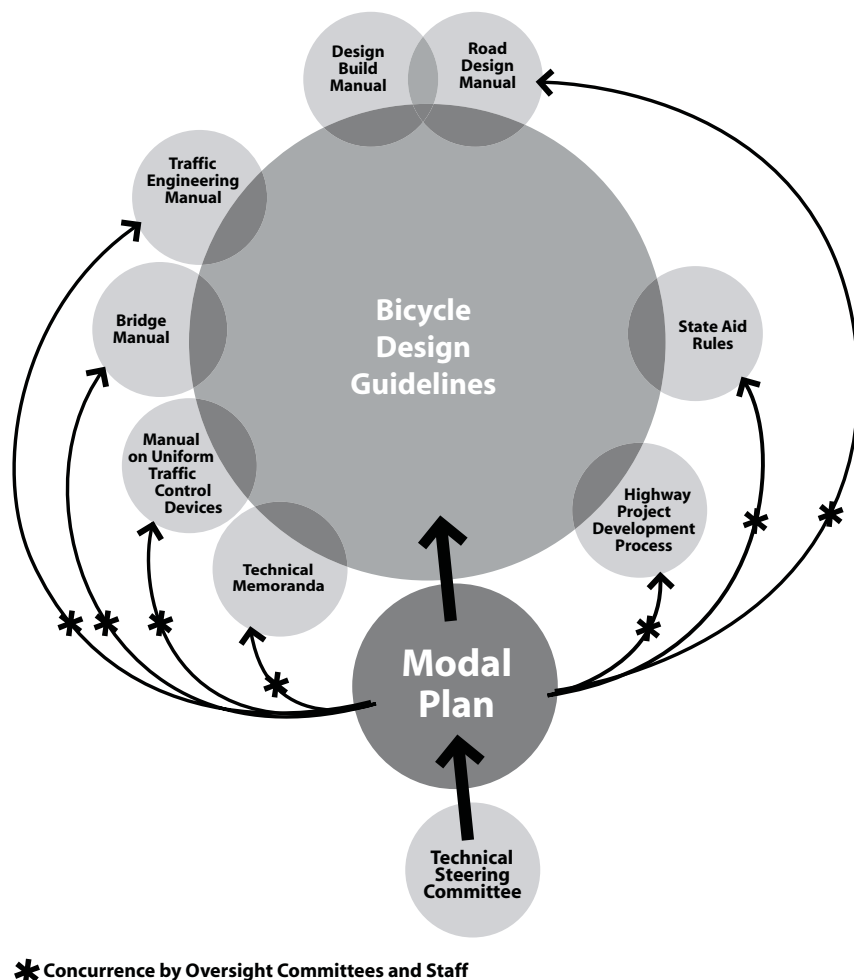 Design
Build
Manual
Road
Design
Manual
Traffic
Engineering
Manual
Bridge
Manual
Bicycle
Design
Guidelines
State Aid
Rules
Manual
on Uniform
Traffic
Control
Devices
Highway
Project
Development
Process
Technical
Memoranda
Modal
Plan
Technical
Steering
Committee
* Concurrence by Oversight Committees and Staff